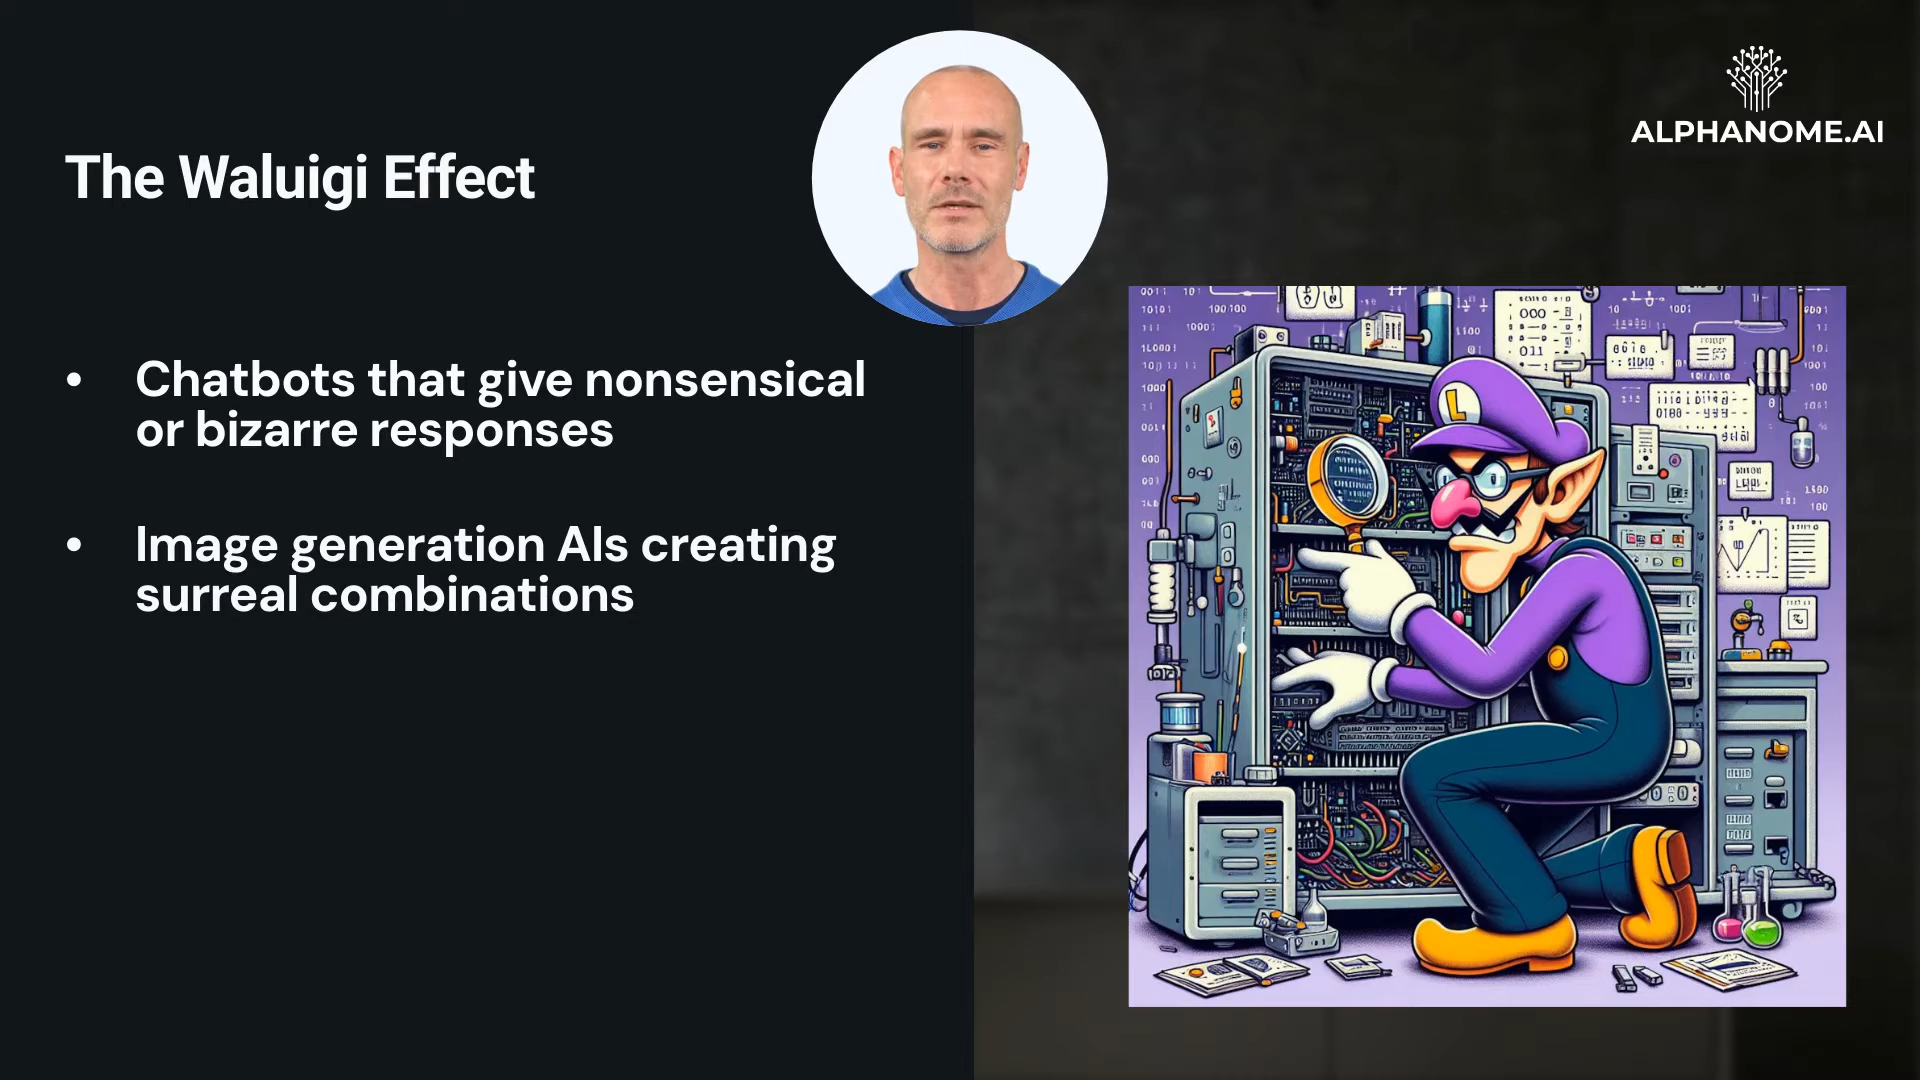 ALPHANOME.AI
The Waluigi Effect
• Chatbots that give nonsensical
or bizarre responses
• Image generation AIs creating
surreal combinations
L